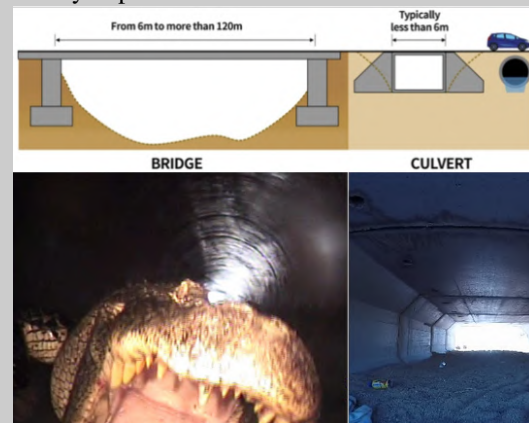 From 6m to more than 120m
Typically
less than 6m
BRIDGE
CULVERT